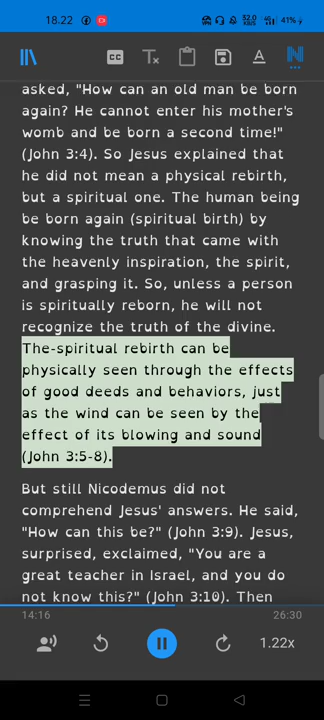 18.22
52.0
KB/S
4G
41%
CC
asked, "How can an old man be born
again? He cannot enter his mother's
womb and be born a second time!"
(John 3:4). So Jesus explained that
he did not mean a physical rebirth,
but a spiritual one. The human being
be born again (spiritual birth) by
knowing the truth that came with
the heavenly inspiration, the spirit,
and grasping it. So, unless a person
is spiritually reborn, he will not
recognize the truth of the divine.
The-spiritual rebirth can be
physically seen through the effects
of good deeds and behaviors, just
as the wind can be seen by the
effect of its blowing and sound
(John 3:5-8).
But still Nicodemus did not
comprehend Jesus' answers. He said,
"How can this be?" (John 3:9). Jesus,
surprised, exclaimed, "You are a
great teacher in Israel, and you do
not know this?" (John 3:10). Then
14:16 26:30
1.22x